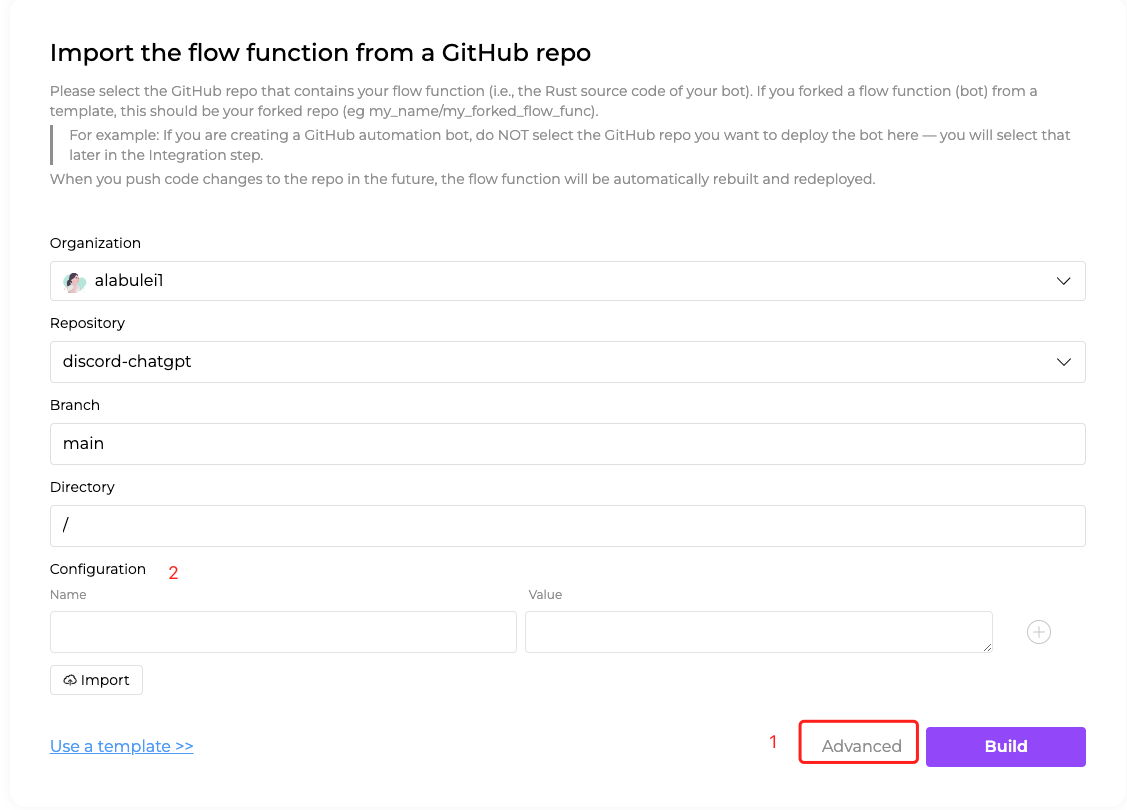 Import the flow function from a GitHub repo
Please select the GitHub repo that contains your flow function (i.e., the Rust source code of your bot). If you forked a flow function (bot) from a
template, this should be your forked repo (eg my_name/my_forked_flow_func).
For example: If you are creating a GitHub automation bot, do NOT select the GitHub repo you want to deploy the bot here — you will select that
later in the Integration step.
When you push code changes to the repo in the future, the flow function will be automatically rebuilt and redeployed.
Organization
alabulei1
Repository
discord-chatgpt
Branch
main
Directory
/
Configuration 2
Name Value
Import
Use a template >> 1 Advanced Build